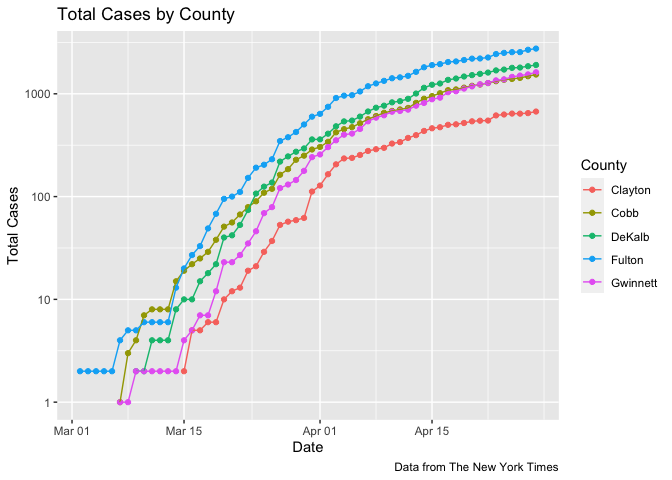 Total Cases by County
Total Cases
1000
100
10
1
Mar 01
Mar 15
Apr 01
Apr 15
Date
County
Clayton
Cobb
DeKalb
Fulton
Gwinnett
Data from The New York Times